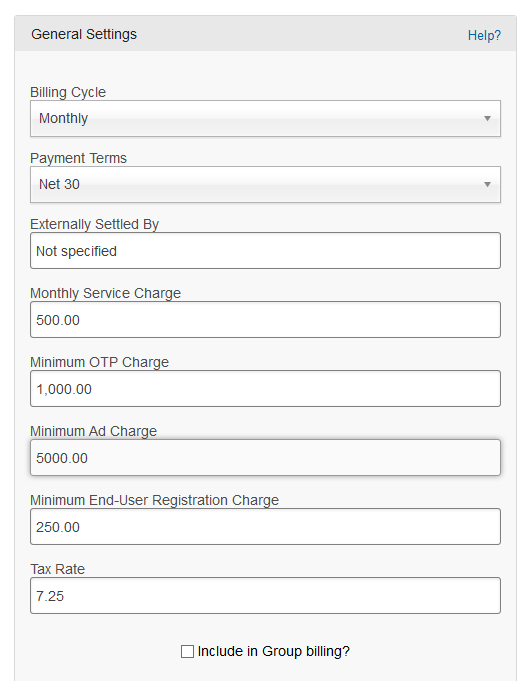 General Settings
Help?
Billing Cycle
Monthly
Payment Terms
Net 30
Externally Settled By
Not specified
Monthly Service Charge
500.00
Minimum OTP Charge
1,000.00
Minimum Ad Charge
5000.00
Minimum End-User Registration Charge
250.00
Tax Rate
7.25
Include in Group billing?